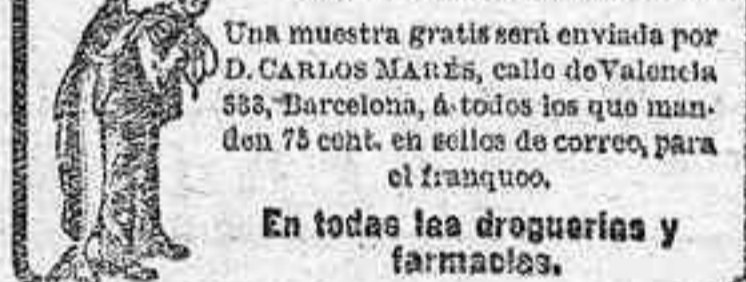 Una muestra gratis será enviada por
D. CARLOS MARÉS, calle de Valencia
533, Barcelona, á todos los que man-
den 75 cent. en sellos de correo, para
el franqueo.
En todas las droguerías y
farmacias.